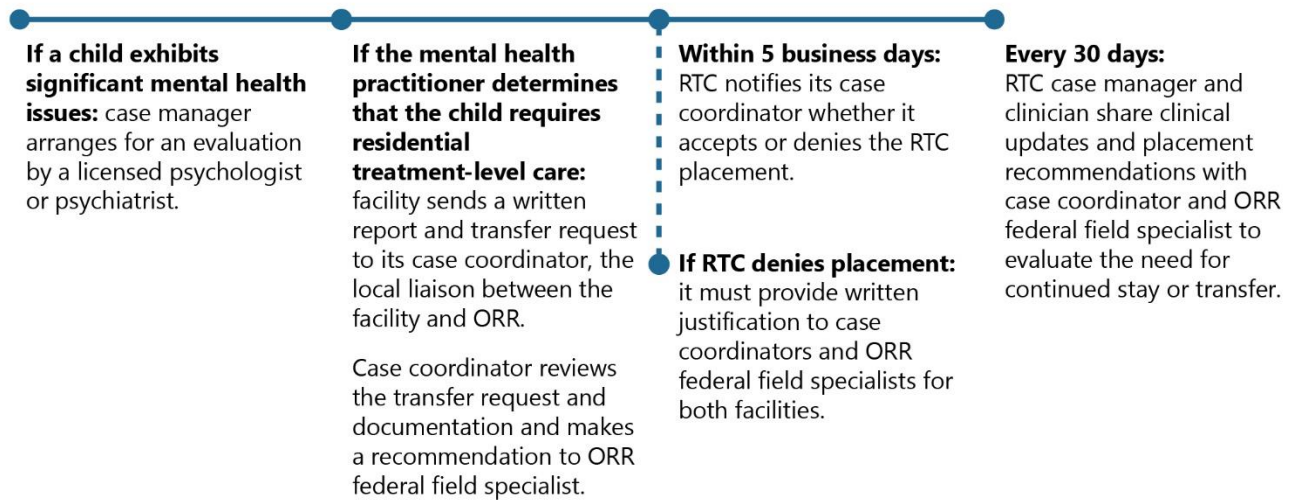 If a child exhibits
significant mental health
issues: case manager
arranges for an evaluation
by a licensed psychologist
or psychiatrist.
If the mental health
practitioner determines
that the child requires
residential
treatment-level care:
facility sends a written
report and transfer request
to its case coordinator, the
local liaison between the
facility and ORR.
Case coordinator reviews
the transfer request and
documentation and makes
a recommendation to ORR
federal field specialist.
Within 5 business days:
RTC notifies its case
coordinator whether it
accepts or denies the RTC
placement.
If RTC denies placement:
it must provide written
justification to case
coordinators and ORR
federal field specialists for
both facilities.
Every 30 days:
RTC case manager and
clinician share clinical
updates and placement
recommendations with
case coordinator and ORR
federal field specialist to
evaluate the need for
continued stay or transfer.